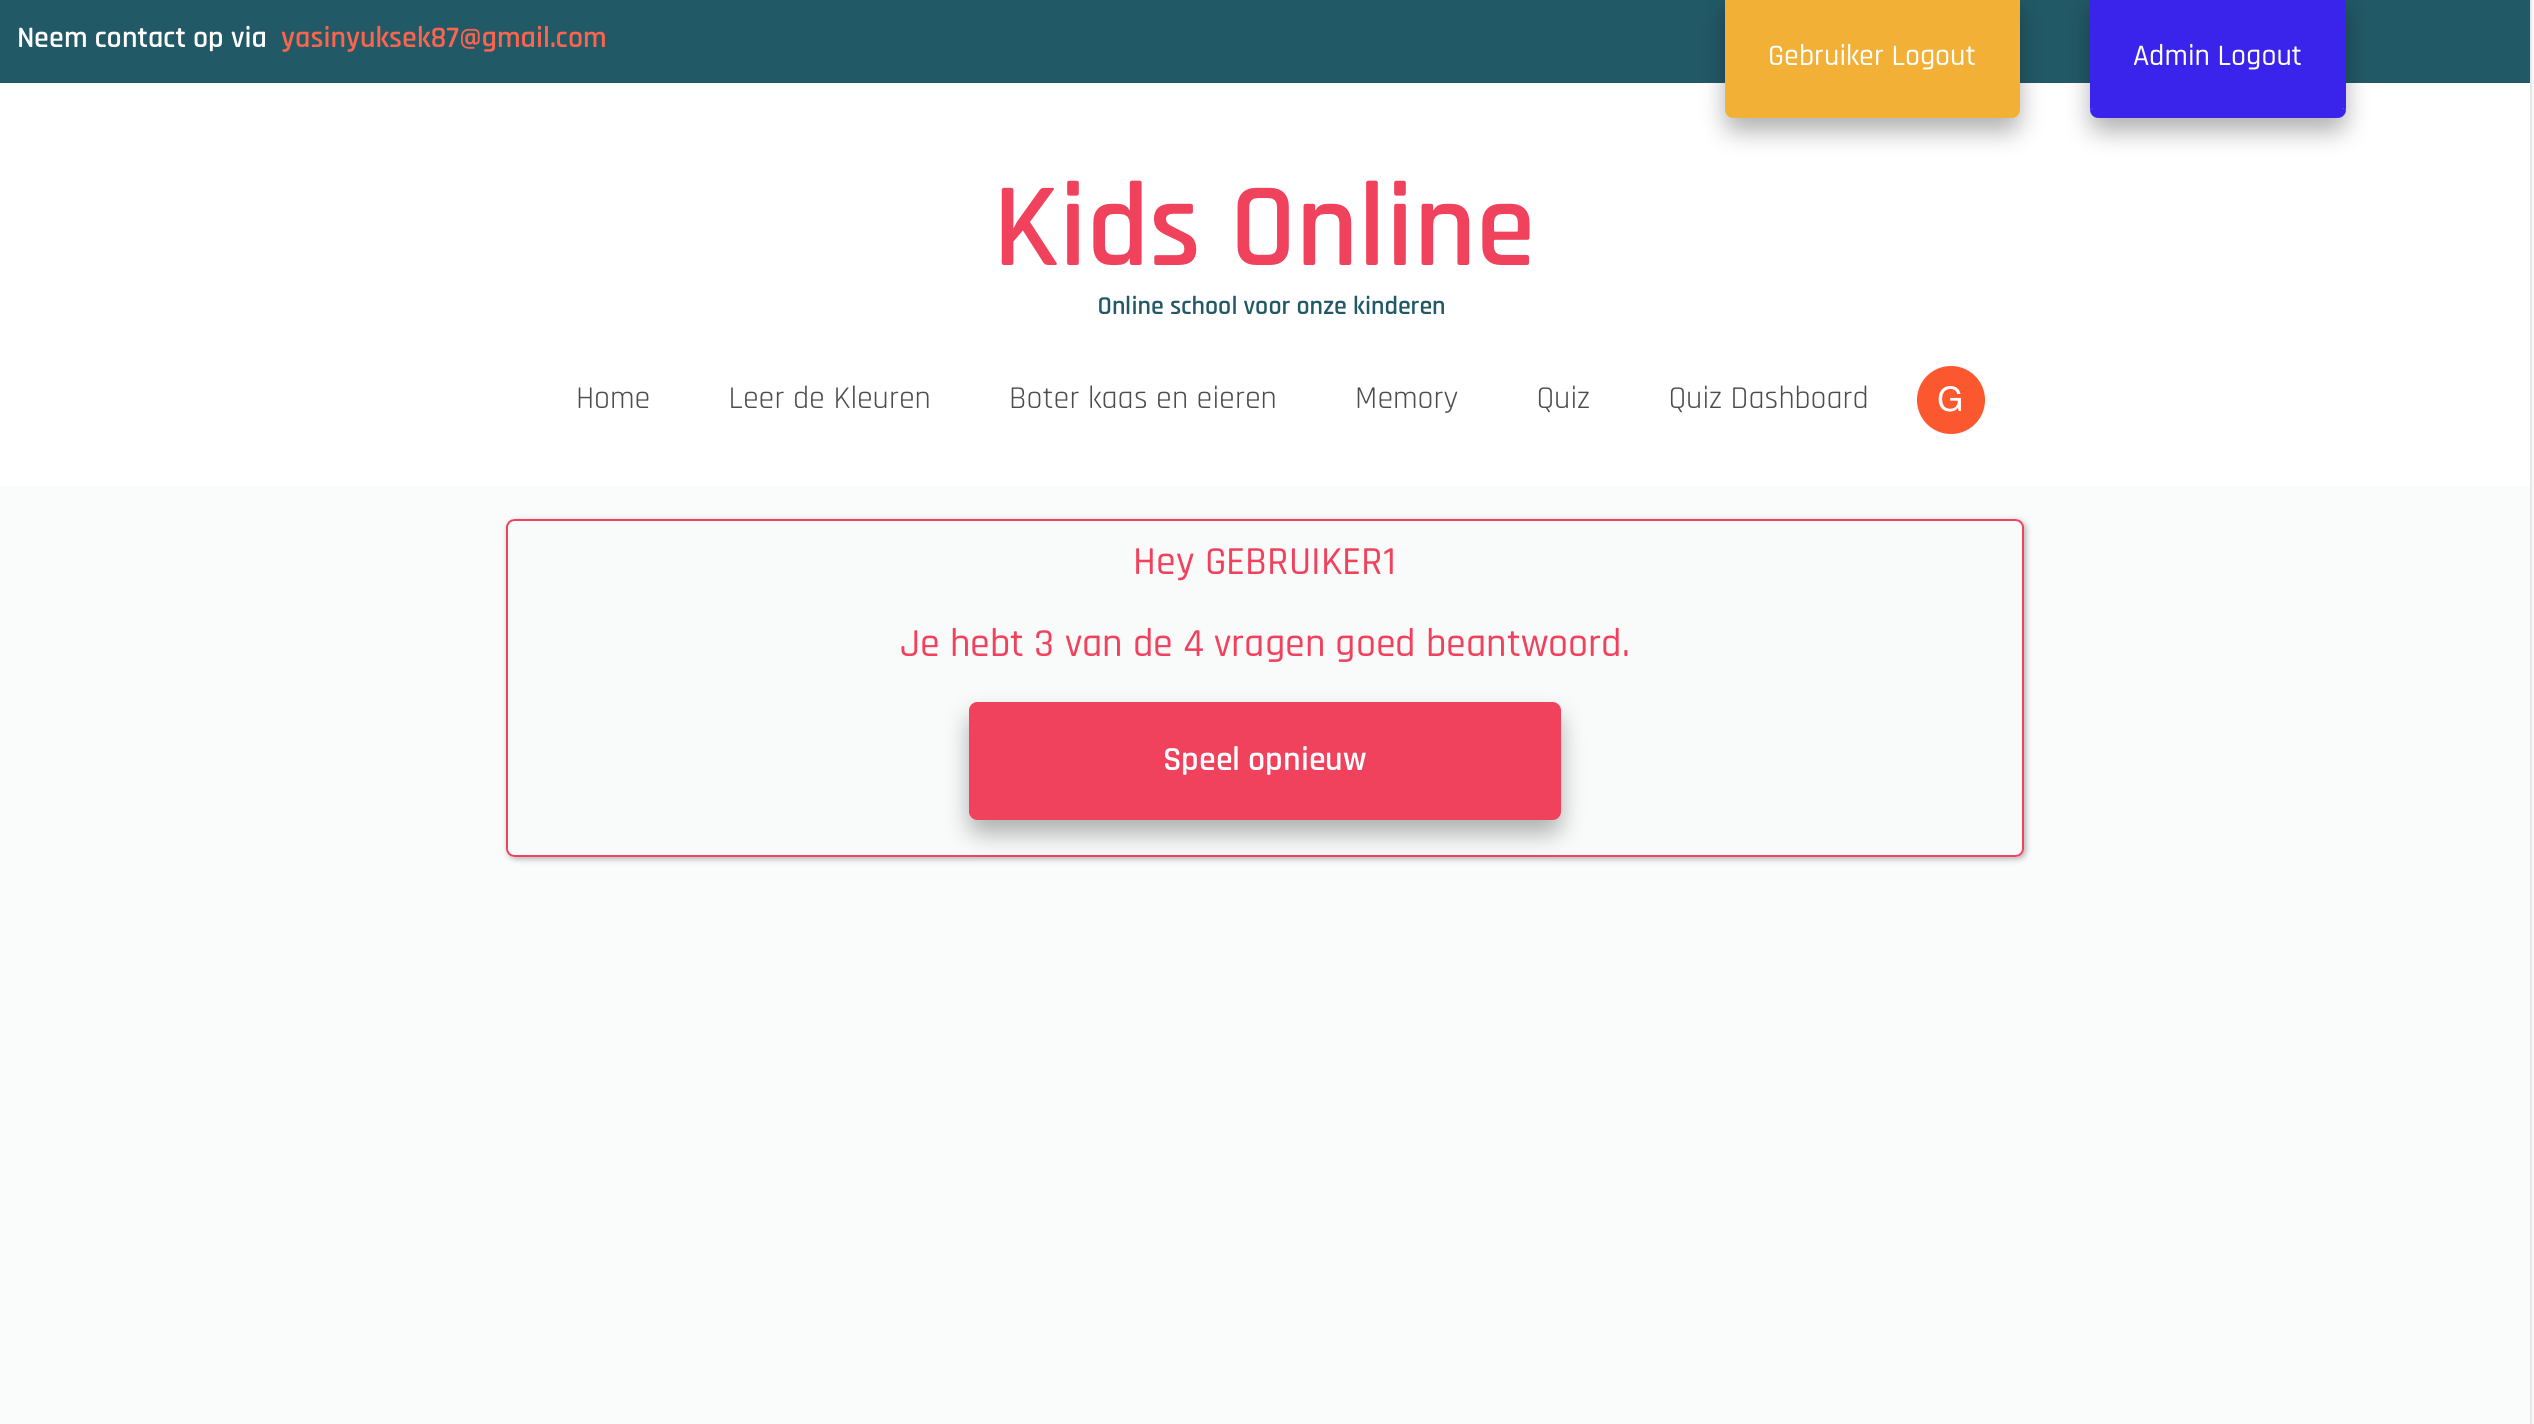 Neem contact op via yasinyuksek87@gmail.com
Gebruiker Logout
Admin Logout
Kids Online
Online school voor onze kinderen
Home Leer de Kleuren Boter kaas en eieren Memory Quiz Quiz Dashboard G
Hey GEBRUIKER1
Je hebt 3 van de 4 vragen goed beantwoord.
Speel opnieuw